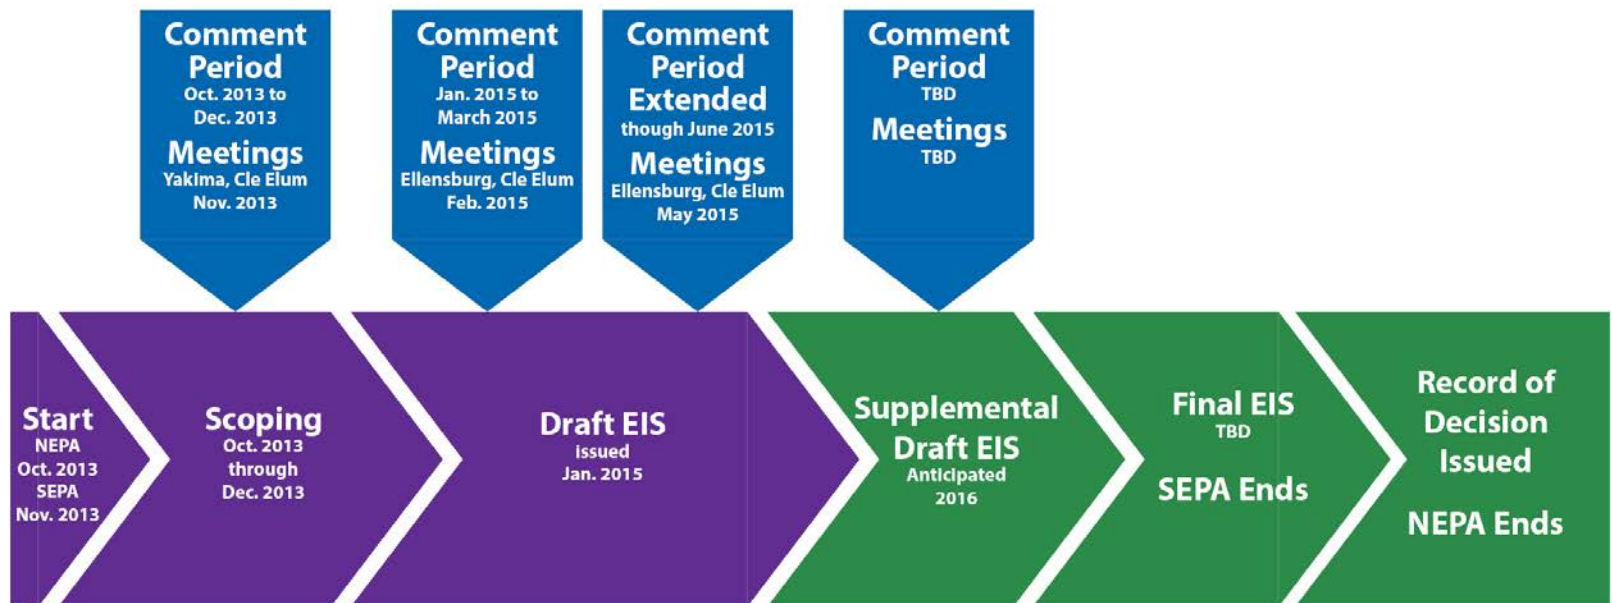 Comment
Period
Oct. 2013 to
Dec. 2013
Meetings
Yakima, Cle Elum
Nov. 2013
Comment
Period
Jan. 2015 to
March 2015
Meetings
Ellensburg, Cle Elum
Feb. 2015
Comment
Period
Extended
though June 2015
Meetings
Ellensburg, Cle Elum
May 2015
Comment
Period
TBD
Meetings
TBD
Start
NEPA
Oct. 2013
SEPA
Nov. 2013
Scoping
Oct. 2013
through
Dec. 2013
Draft EIS
issued
Jan. 2015
Supplemental
Draft EIS
Anticipated
2016
Final EIS
TBD
SEPA Ends
Record of
Decision
Issued
NEPA Ends